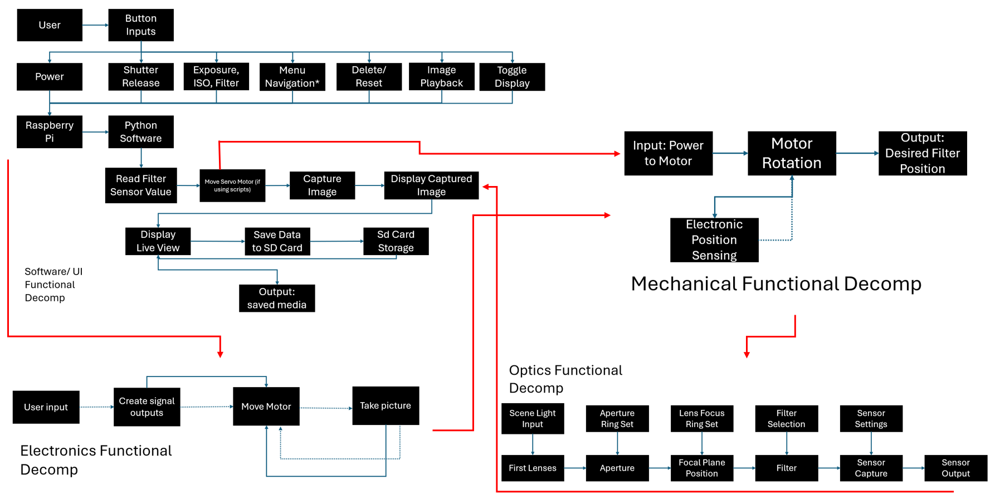 User
Button
Inputs
Power
Shutter
Release
Exposure,
ISO, Filter
Menu
Navigation*
Delete/
Reset
Image
Playback
Toggle
Display
Raspberry
Pi
Python
Software
Read Filter
Sensor Value
Move Servo Motor (if
using scripts)
Capture
Image
Display Captured
Image
Display
Live View
Save Data
to SD Card
Sd Card
Storage
Output:
saved media
Software/ UI
Functional
Decomp
Input: Power
to Motor
Motor
Rotation
Output:
Desired Filter
Position
Electronic
Position
Sensing
Mechanical Functional Decomp
User input
Create signal
outputs
Move Motor
Take picture
Electronics Functional
Decomp
Optics Functional
Decomp
Scene Light
Input
Aperture
Ring Set
Lens Focus
Ring Set
Filter
Selection
Sensor
Settings
First Lenses
Aperture
Focal Plane
Position
Filter
Sensor
Capture
Sensor
Output